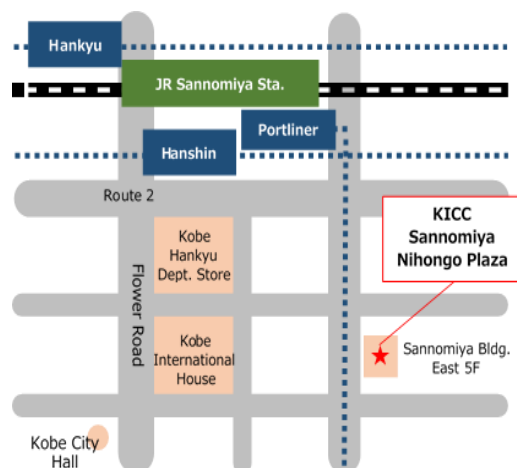 Hankyu
JR Sannomiya Sta.
Portliner
Hanshin
Route 2
KICC
Sannomiya
Nihongo Plaza
Kobe
Hankyu
Dept. Store
Flower Road
Kobe
International
House
Sannomiya Bldg.
East 5F
Kobe City
Hall